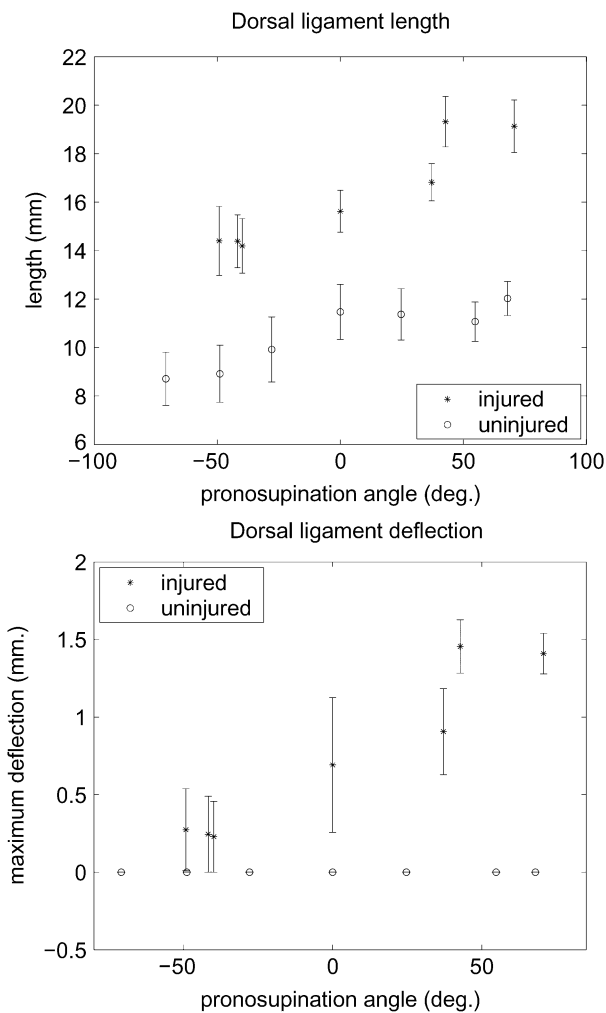 Dorsal ligament length
22
20
18
16
14
12
10
8
6
length (mm)
injured
uninjured
−100 −50 0 50 100
pronosupination angle (deg.)
Dorsal ligament deflection
2
1.5
1
0.5
0
−0.5
maximum deflection (mm.)
injured
uninjured
−50 0 50
pronosupination angle (deg.)